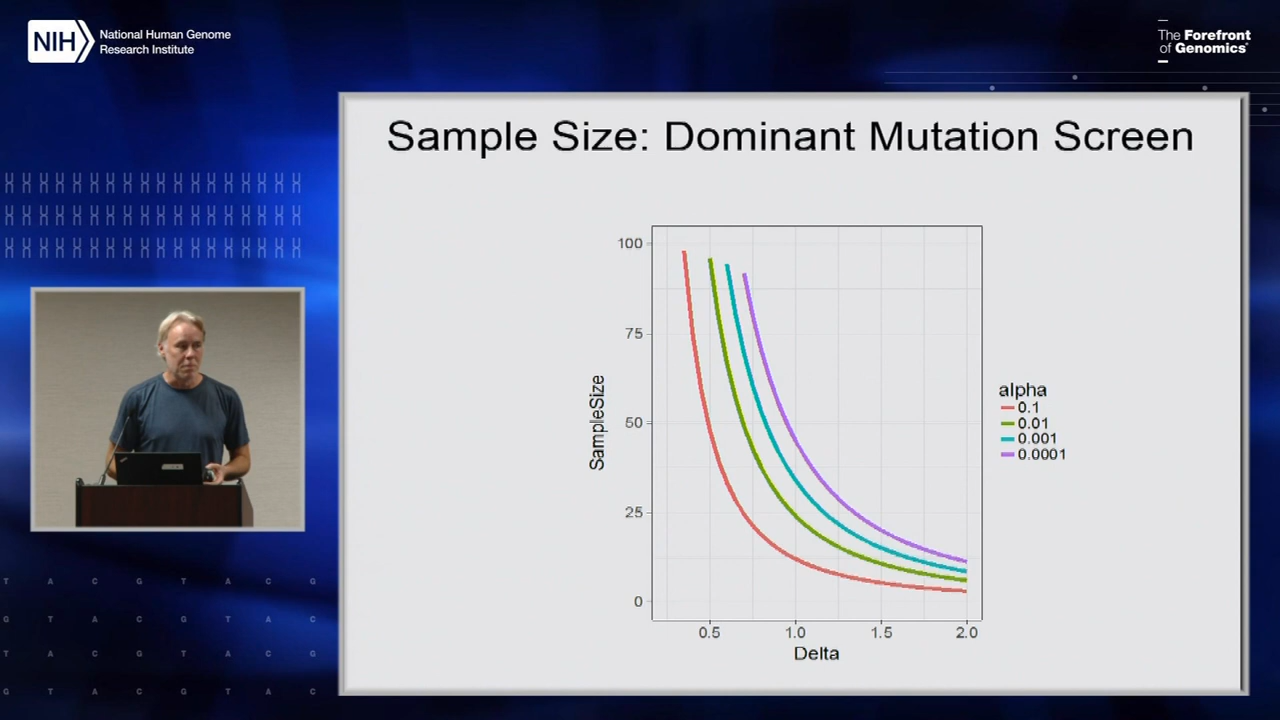 NIH
National Human Genome
Research Institute
The Forefront
of Genomics®
Sample Size: Dominant Mutation Screen
100
75
50
25
0
SampleSize
0.5 1.0 1.5 2.0
Delta
alpha
0.1
0.01
0.001
0.0001
T A C G T A C G
G T A C G T A C
T A C G T A C G
G T A C G T A C